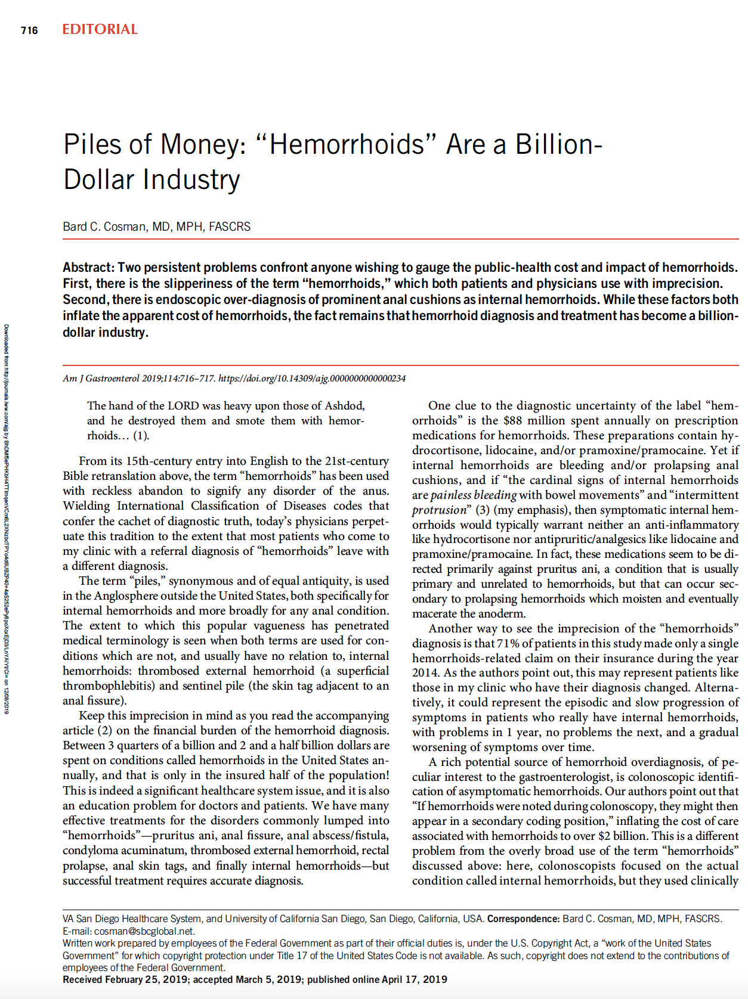 716 EDITORIAL
Piles of Money: “Hemorrhoids” Are a Billion-
Dollar Industry
Bard C. Cosman, MD, MPH, FASCRS
Abstract: Two persistent problems confront anyone wishing to gauge the public-health cost and impact of hemorrhoids.
First, there is the slipperiness of the term “hemorrhoids,” which both patients and physicians use with imprecision.
Second, there is endoscopic over-diagnosis of prominent anal cushions as internal hemorrhoids. While these factors both
inflate the apparent cost of hemorrhoids, the fact remains that hemorrhoid diagnosis and treatment has become a billion-
dollar industry.
Am J Gastroenterol 2019;114:716–717. https://doi.org/10.14309/ajg.0000000000000234
The hand of the LORD was heavy upon those of Ashdod,
and he destroyed them and smote them with hemor-
rhoids… (1).
From its 15th-century entry into English to the 21st-century
Bible retranslation above, the term “hemorrhoids” has been used
with reckless abandon to signify any disorder of the anus.
Wielding International Classification of Diseases codes that
confer the cachet of diagnostic truth, today’s physicians perpet-
uate this tradition to the extent that most patients who come to
my clinic with a referral diagnosis of “hemorrhoids” leave with
a different diagnosis.
The term “piles,” synonymous and of equal antiquity, is used
in the Anglosphere outside the United States, both specifically for
internal hemorrhoids and more broadly for any anal condition.
The extent to which this popular vagueness has penetrated
medical terminology is seen when both terms are used for con-
ditions which are not, and usually have no relation to, internal
hemorrhoids: thrombosed external hemorrhoid (a superficial
thrombophlebitis) and sentinel pile (the skin tag adjacent to an
anal fissure).
Keep this imprecision in mind as you read the accompanying
article (2) on the financial burden of the hemorrhoid diagnosis.
Between 3 quarters of a billion and 2 and a half billion dollars are
spent on conditions called hemorrhoids in the United States an-
nually, and that is only in the insured half of the population!
This is indeed a significant healthcare system issue, and it is also
an education problem for doctors and patients. We have many
effective treatments for the disorders commonly lumped into
“hemorrhoids”—pruritus ani, anal fissure, anal abscess/fistula,
condyloma acuminatum, thrombosed external hemorrhoid, rectal
prolapse, anal skin tags, and finally internal hemorrhoids—but
successful treatment requires accurate diagnosis.
One clue to the diagnostic uncertainty of the label “hem-
orrhoids” is the $88 million spent annually on prescription
medications for hemorrhoids. These preparations contain hy-
drocortisone, lidocaine, and/or pramoxine/pramocaine. Yet if
internal hemorrhoids are bleeding and/or prolapsing anal
cushions, and if “the cardinal signs of internal hemorrhoids
are painless bleeding with bowel movements” and “intermittent
protrusion” (3) (my emphasis), then symptomatic internal hem-
orrhoids would typically warrant neither an anti-inflammatory
like hydrocortisone nor antipruritic/analgesics like lidocaine and
pramoxine/pramocaine. In fact, these medications seem to be di-
rected primarily against pruritus ani, a condition that is usually
primary and unrelated to hemorrhoids, but that can occur sec-
ondary to prolapsing hemorrhoids which moisten and eventually
macerate the anoderm.
Another way to see the imprecision of the “hemorrhoids”
diagnosis is that 71% of patients in this study made only a single
hemorrhoids-related claim on their insurance during the year
2014. As the authors point out, this may represent patients like
those in my clinic who have their diagnosis changed. Alterna-
tively, it could represent the episodic and slow progression of
symptoms in patients who really have internal hemorrhoids,
with problems in 1 year, no problems the next, and a gradual
worsening of symptoms over time.
A rich potential source of hemorrhoid overdiagnosis, of pe-
culiar interest to the gastroenterologist, is colonoscopic identifi-
cation of asymptomatic hemorrhoids. Our authors point out that
“If hemorrhoids were noted during colonoscopy, they might then
appear in a secondary coding position,” inflating the cost of care
associated with hemorrhoids to over $2 billion. This is a different
problem from the overly broad use of the term “hemorrhoids”
discussed above: here, colonoscopists focused on the actual
condition called internal hemorrhoids, but they used clinically
VA San Diego Healthcare System, and University of California San Diego, San Diego, California, USA. Correspondence: Bard C. Cosman, MD, MPH, FASCRS.
E-mail: cosman@sbcglobal.net.
Written work prepared by employees of the Federal Government as part of their official duties is, under the U.S. Copyright Act, a “work of the United States
Government” for which copyright protection under Title 17 of the United States Code is not available. As such, copyright does not extend to the contributions of
employees of the Federal Government.
Received February 25, 2019; accepted March 5, 2019; published online April 17, 2019
Downloaded from http://journals.lww.com/ajg by on 12/08/2019